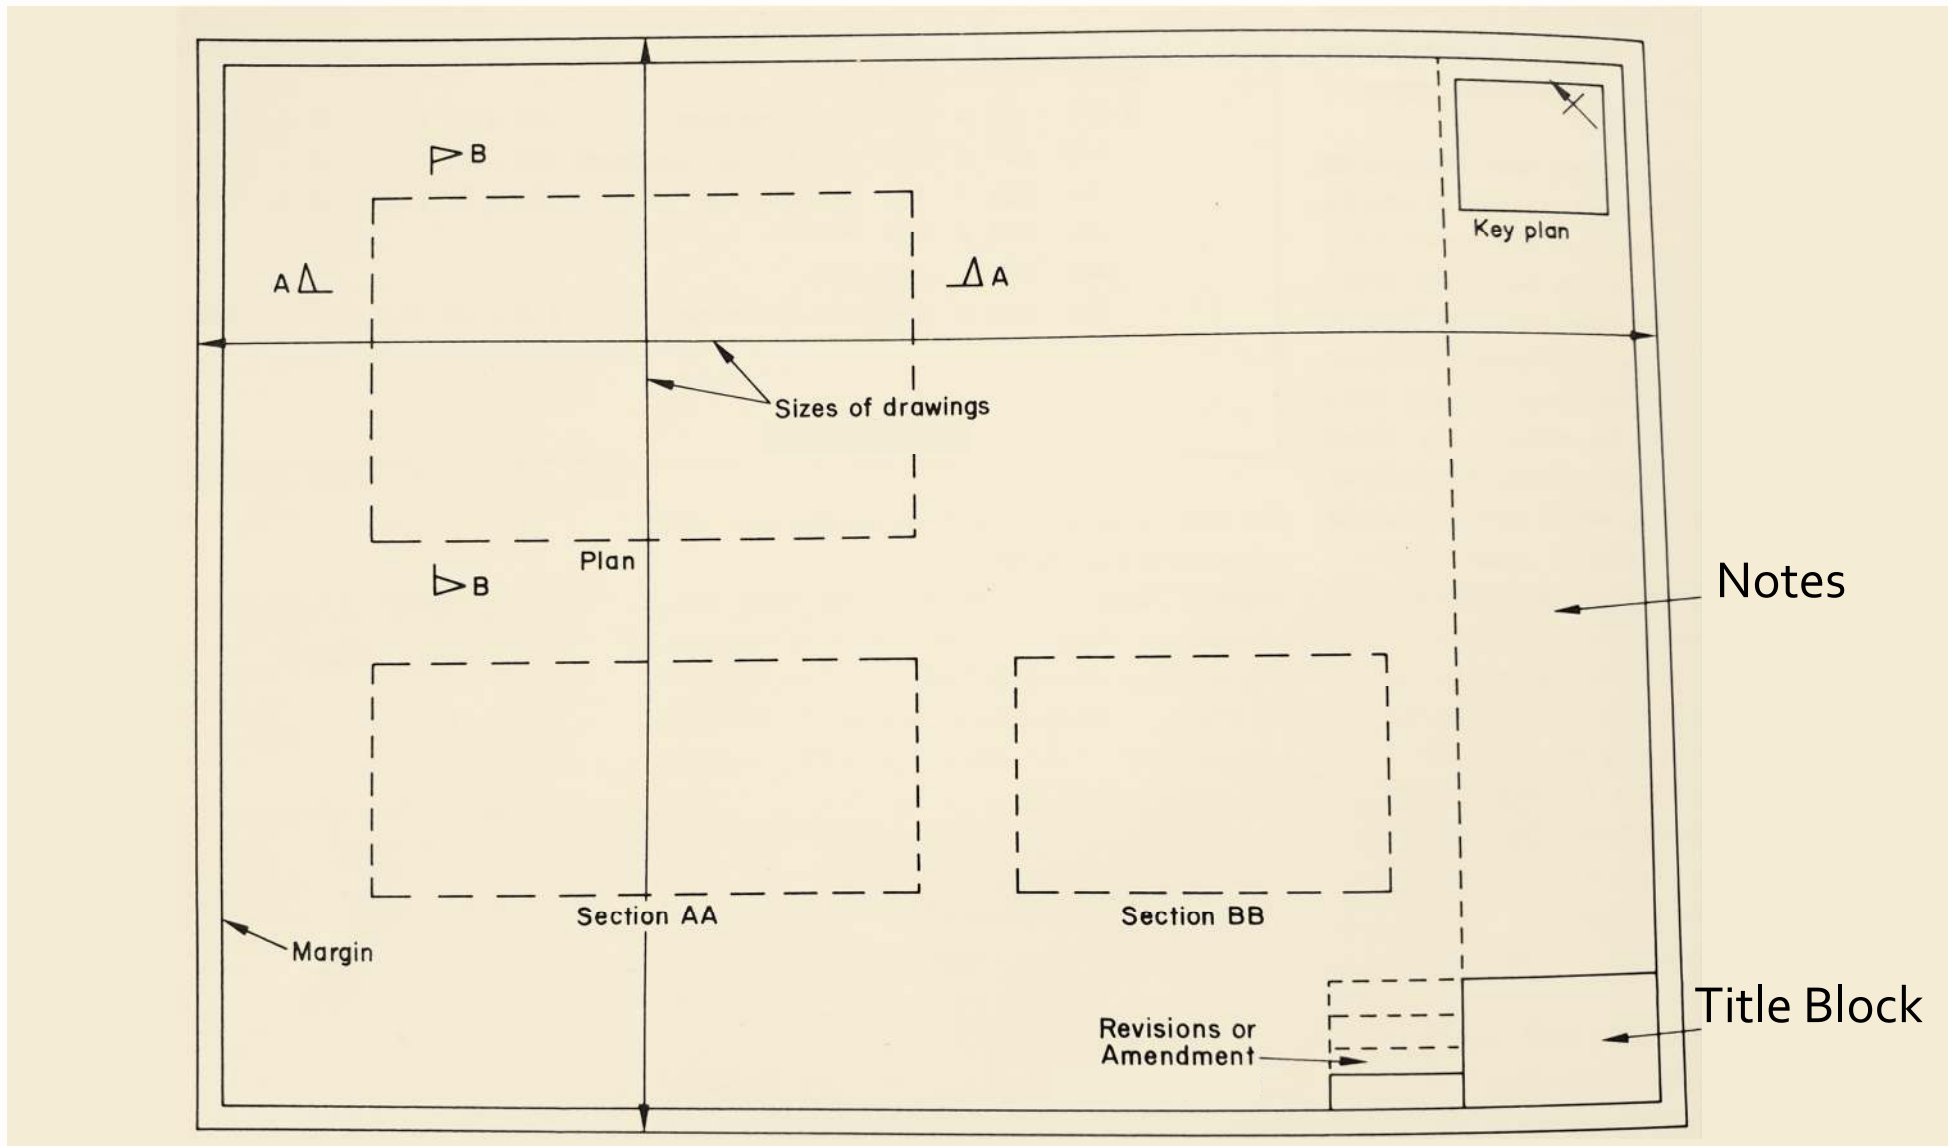 B
Key plan
A
A
Sizes of drawings
Plan
B
Notes
Section AA
Section BB
Margin
Title Block
Revisions or
Amendment